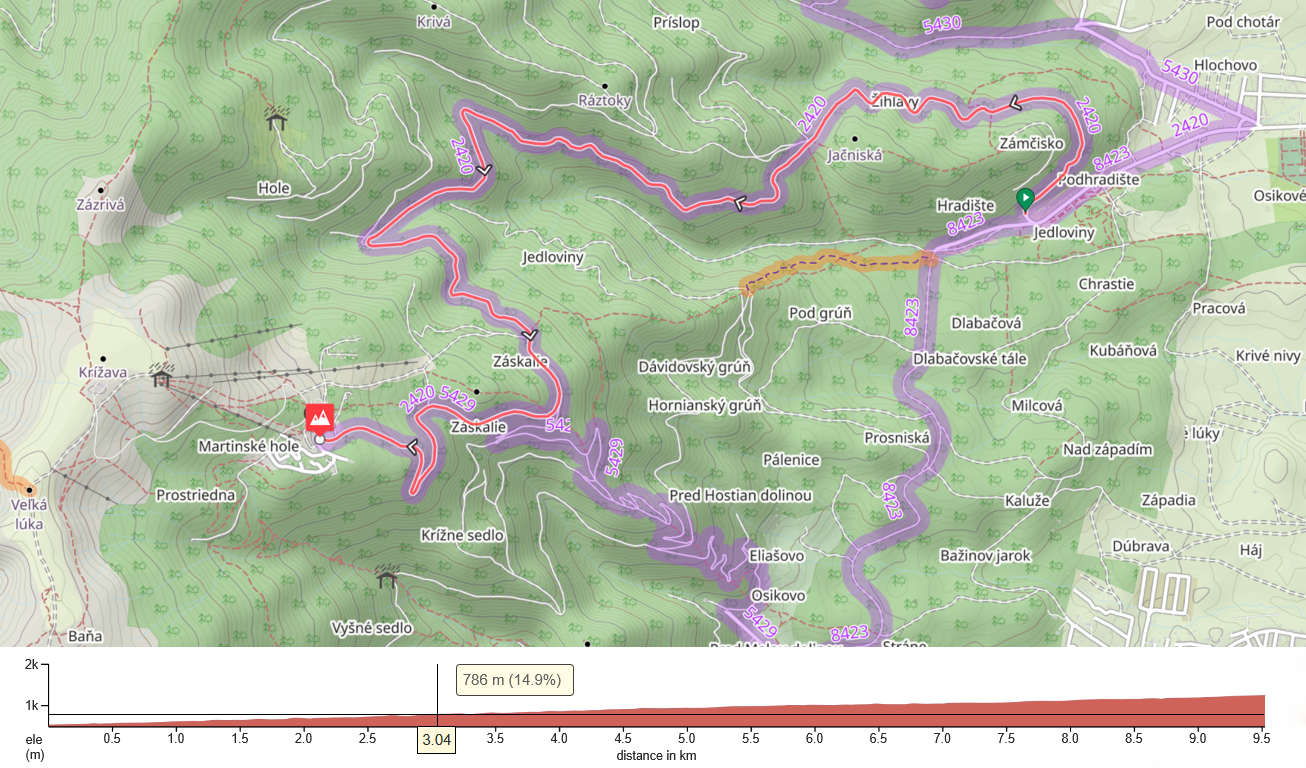 Krivá
Príslop
5430
Pod chotár
Hlochovo
5430
Ráztoky
2420
Žihlavy
2420
2420
Jačniská
Zámčisko
8423
2420
Podhradište
Hole
Zázrivá
Hradište
8423
Osikové
Jedloviny
Jedloviny
Chrastie
Pod grúň
8423
Dlabačová
Pracová
Krížava
Záskalie
Dávidovský grúň
Dlabačovské tále
Kubáňová
Krivé nivy
2420
5429
Hornianský grúň
Milcová
Záskalie
542
Martinské hole
5429
Prosniská
Nad západím
é lúky
Pálenice
Veľká
lúka
Prostriedna
Pred Hostian dolinou
8423
Kaluže
Západia
Krížne sedlo
Eliašovo
Bažinov jarok
Dúbrava
Háj
Osikovo
Baňa
Vyšné sedlo
5429
8423
Stráne
2k
786 m (14.9%)
1k
ele
(m)
0.5
1.0
1.5
2.0
2.5
3.04
3.5
4.0
4.5
5.0
5.5
6.0
6.5
7.0
7.5
8.0
8.5
9.0
9.5
distance in km